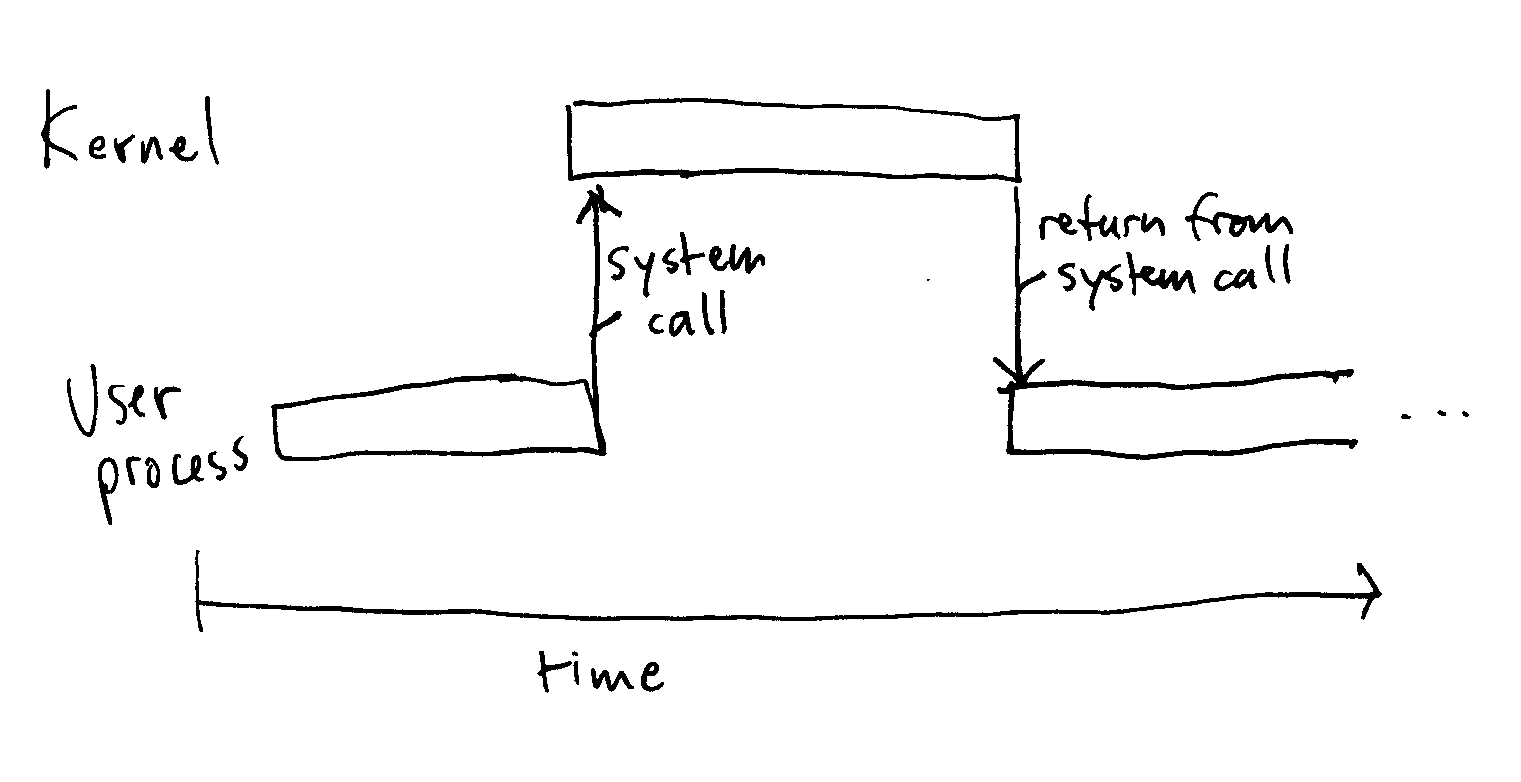 Kernel
system
call
return from
system call
User
process
...
time